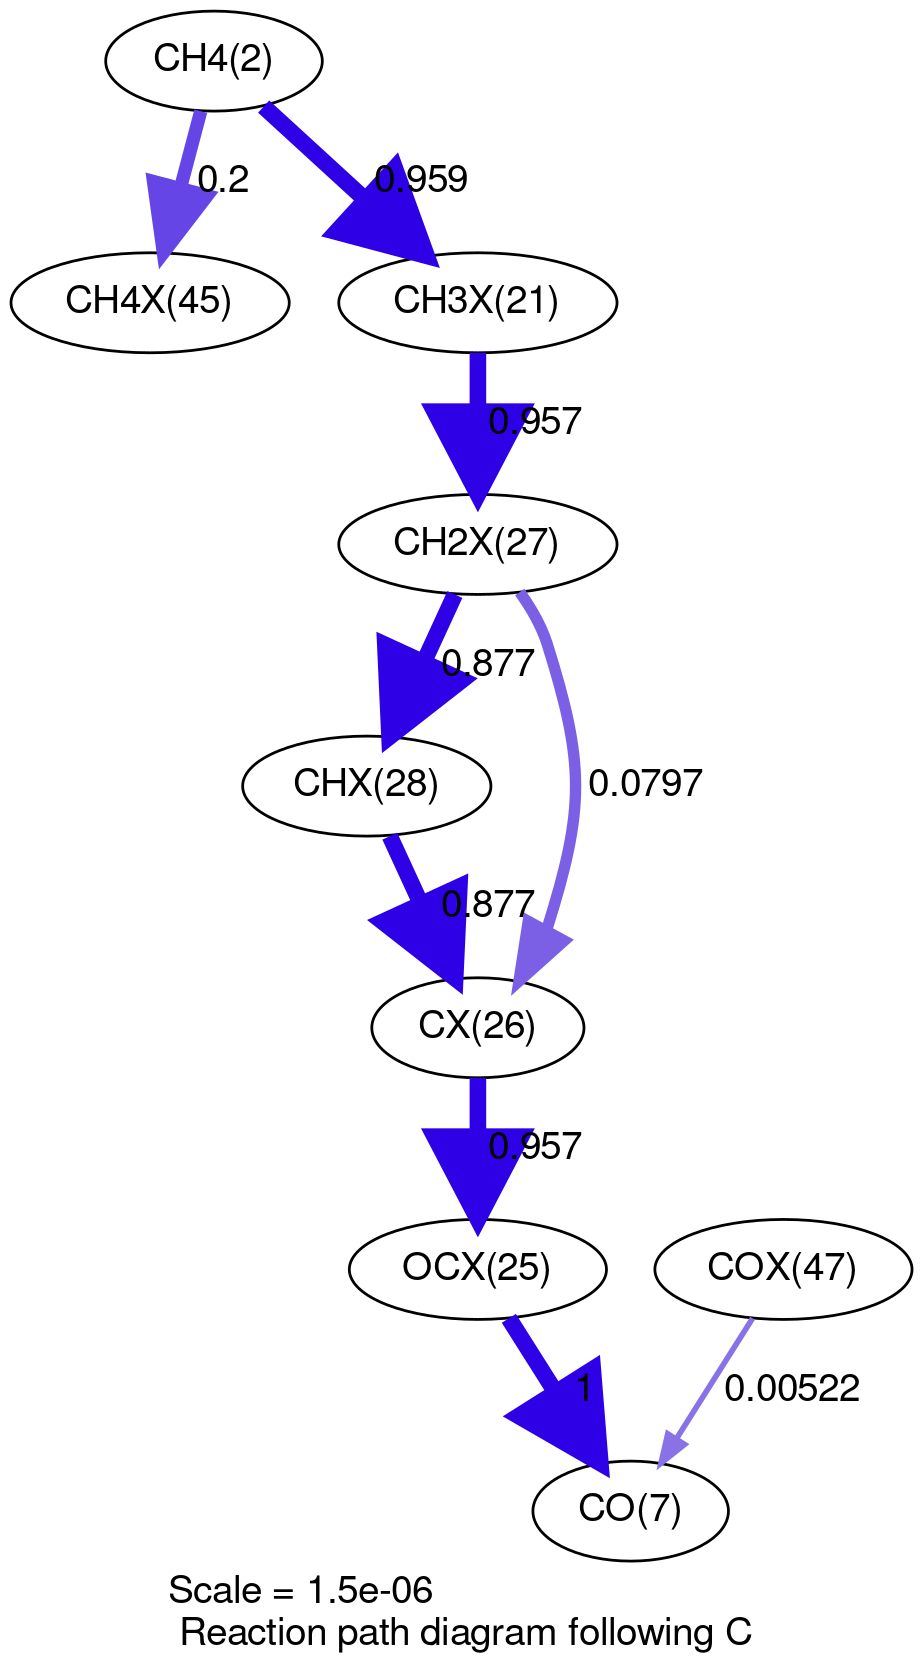 CH4(2)
0.2
0.959
CH4X(45)
CH3X(21)
0.957
CH2X(27)
0.877
CHX(28)
0.0797
0.877
CX(26)
0.957
OCX(25)
COX(47)
1
0.00522
CO(7)
Scale = 1.5e-06
Reaction path diagram following C